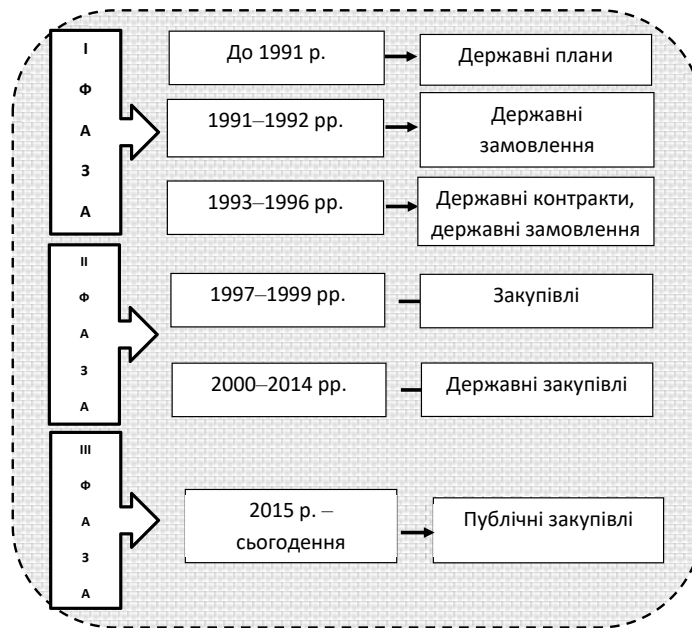 І
Ф
А
З
А
До 1991 р.
Державні плани
1991–1992 рр.
Державні
замовлення
1993–1996 рр.
Державні контракти,
державні замовлення
ІІ
Ф
А
З
А
1997–1999 рр.
Закупівлі
2000–2014 рр.
Державні закупівлі
ІІІ
Ф
А
З
А
2015 р. –
сьогодення
Публічні закупівлі